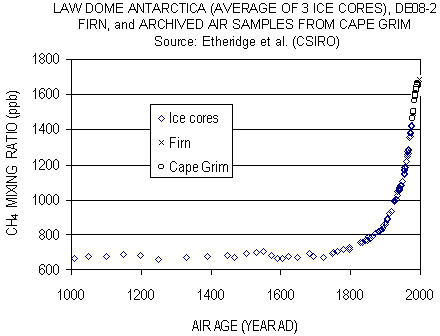 LAW DOME ANTARCTICA (AVERAGE OF 3 ICE CORES), DE08-2
FIRN, and ARCHIVED AIR SAMPLES FROM CAPE GRIM
Source: Etheridge et al. (CSIRO)
1800
1600
1400
1200
1000
800
600
CH4 MIXING RATIO (ppb)
Ice cores
Firn
Cape Grim
1000 1200 1400 1600 1800 2000
AIR AGE (YEAR AD)